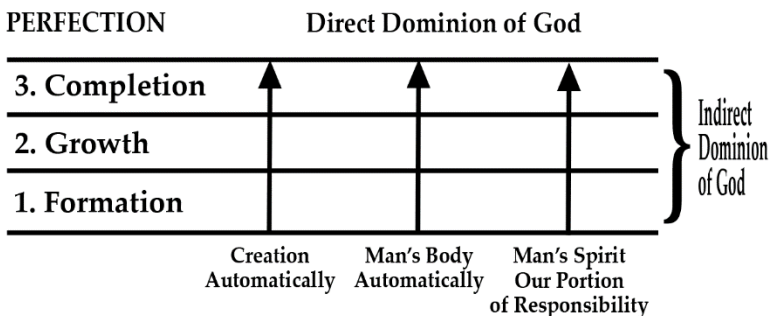 PERFECTION
Direct Dominion of God
3. Completion
2. Growth
1. Formation
Indirect
Dominion
of God
Creation
Automatically
Man's Body
Automatically
Man's Spirit
Our Portion
of Responsibility